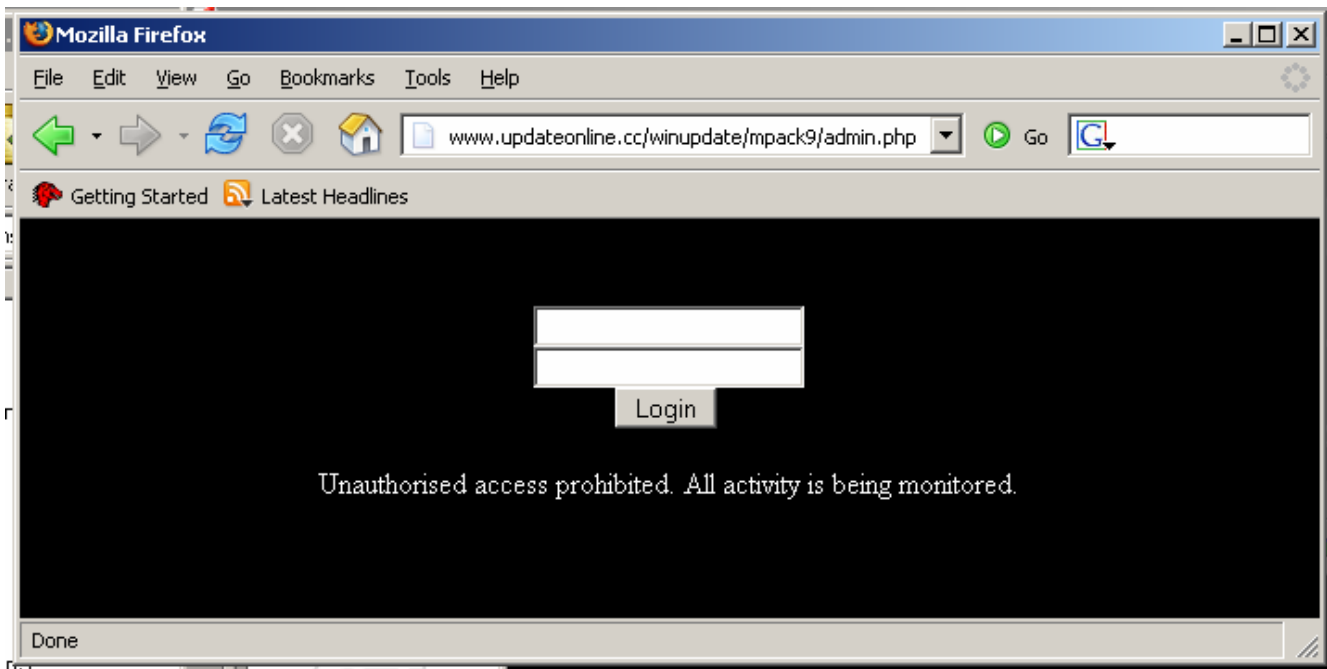 Mozilla Firefox
File Edit View Go Bookmarks Tools Help
www.updateonline.cc/winupdate/mpack9/admin.php Go G
Getting Started Latest Headlines
Login
Unauthorised access prohibited. All activity is being monitored.
Done